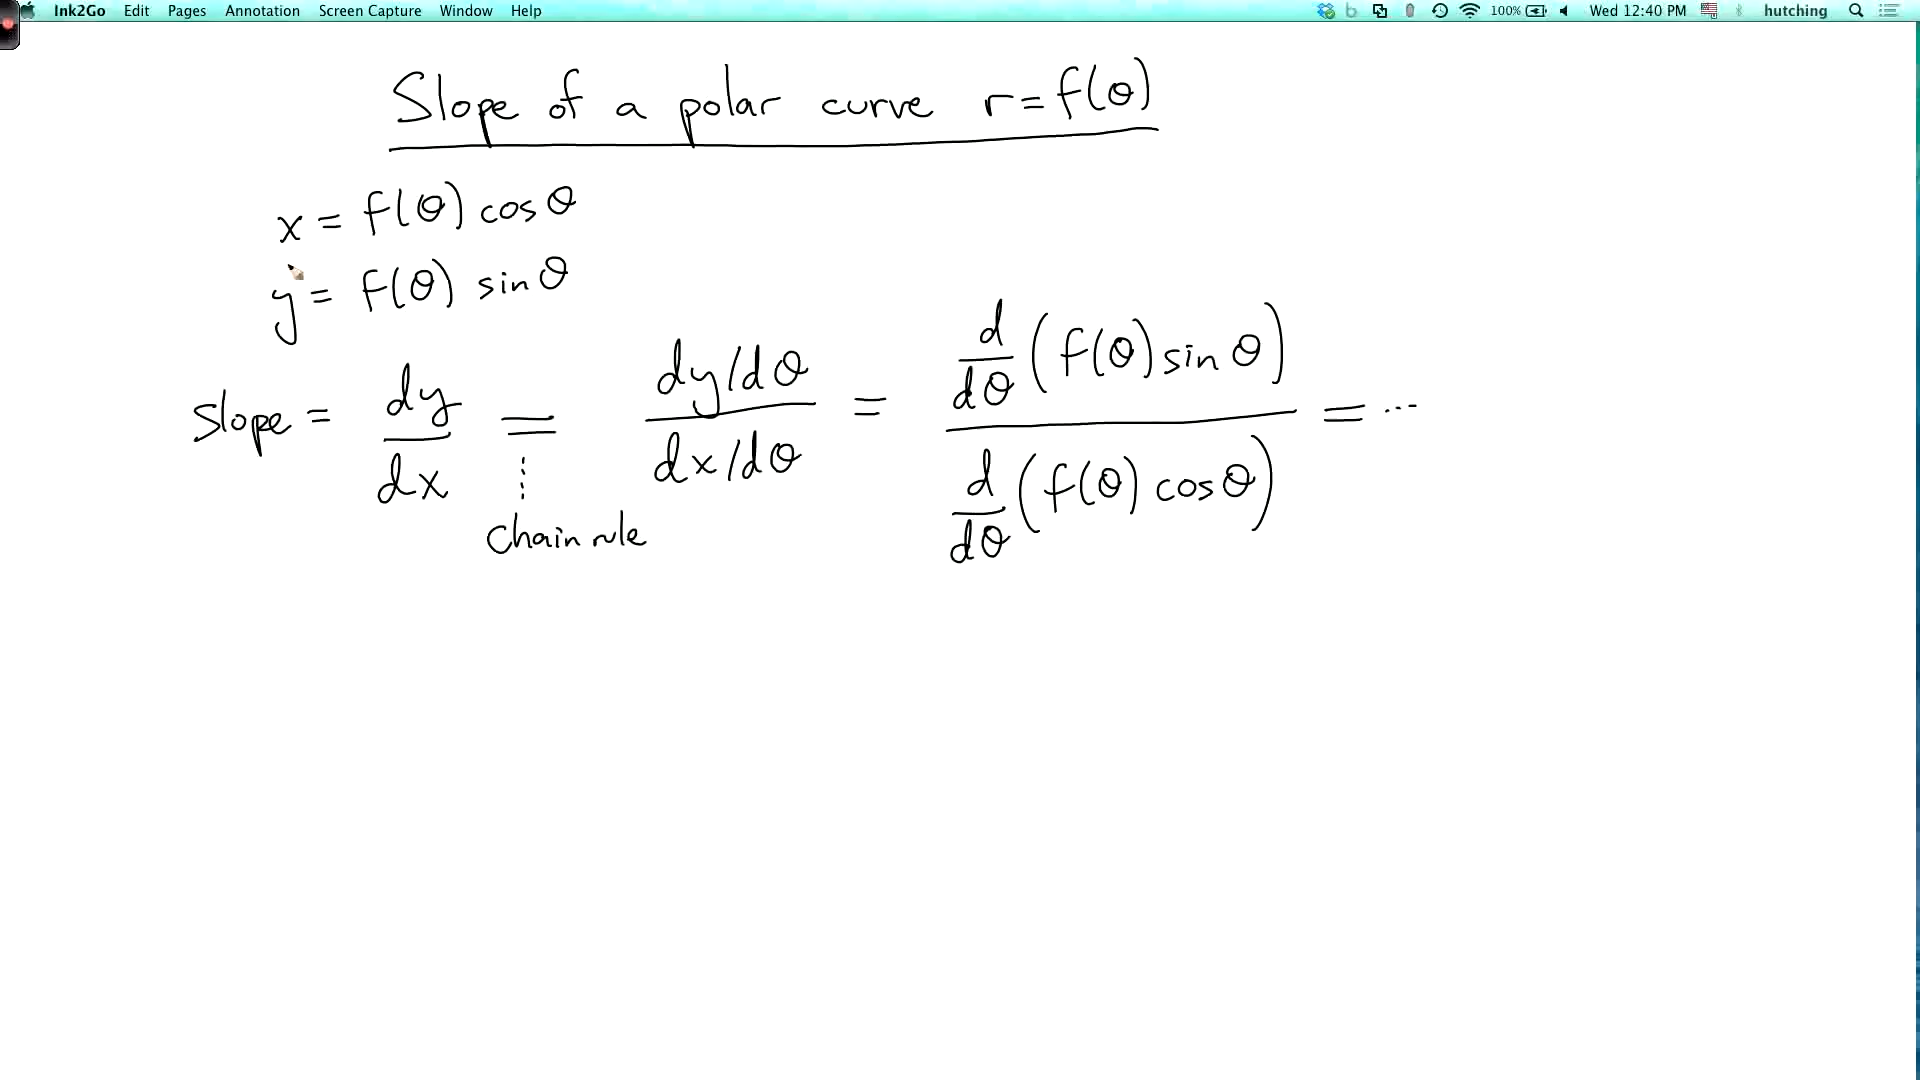 Ink2Go Edit Pages Annotation Screen Capture Window Help 100% Wed 12:40 PM hutching
Slope of a polar curve r=f(θ)
x = f(θ) cos θ
y = f(θ) sin θ
Slope = dy/dx = (dy/dθ)/(dx/dθ) = (d/dθ (f(θ) sin θ))/(d/dθ (f(θ) cos θ)) = ...
Chain rule